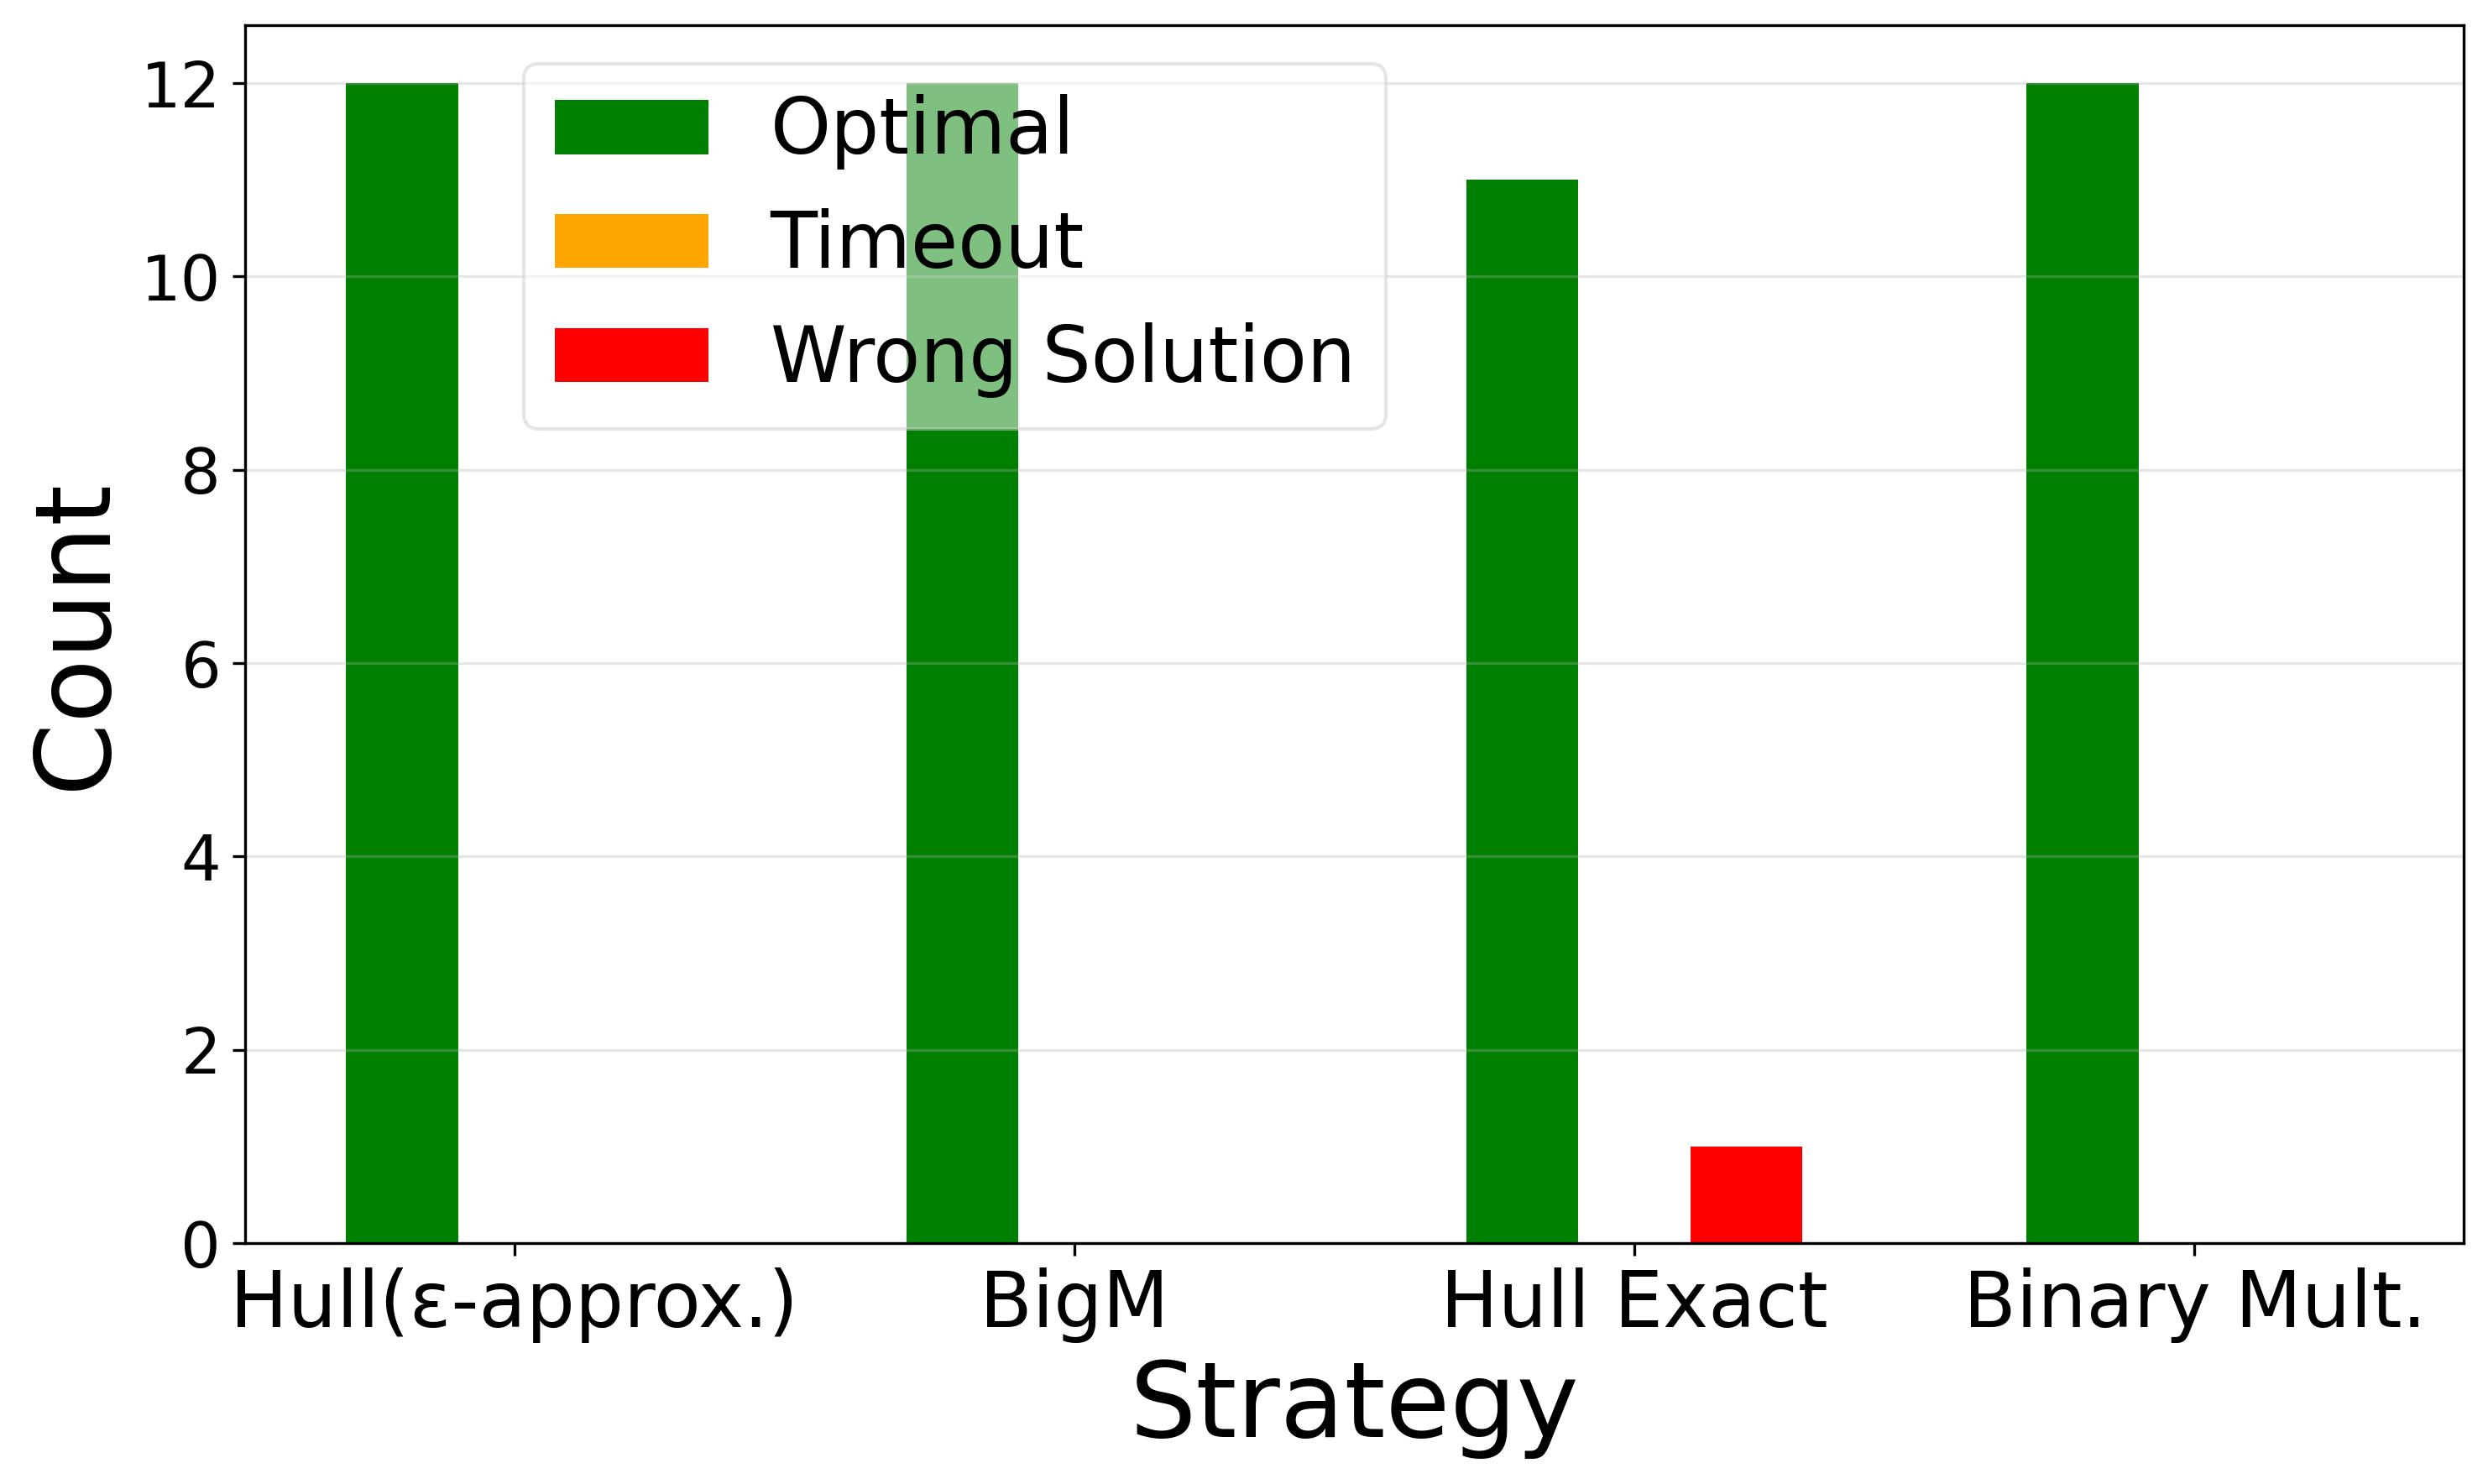 12
10
8
6
4
2
0
Count
Optimal
Timeout
Wrong Solution
Hull(ε-approx.)
BigM
Hull Exact
Binary Mult.
Strategy